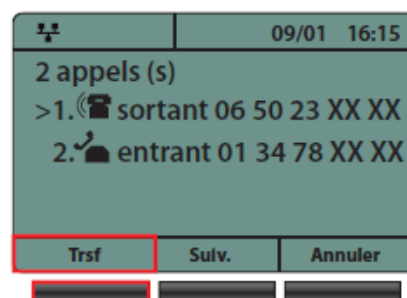 09/01 16:15
2 appels (s)
>1. sortant 06 50 23 XX XX
2. entrant 01 34 78 XX XX
Trsf Suiv. Annuler